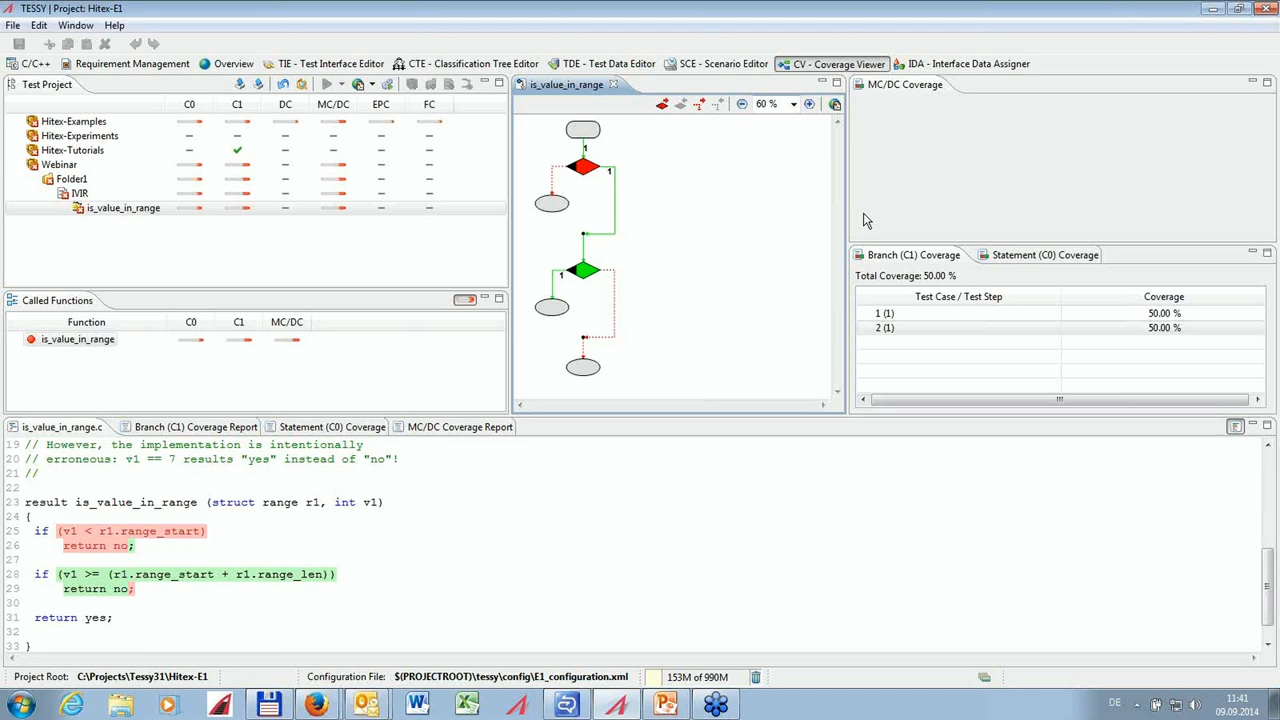 TESSY | Project: Hitex-E1
File Edit Window Help
C/C++ Requirement Management Overview TIE - Test Interface Editor CTE - Classification Tree Editor TDE - Test Data Editor SCE - Scenario Editor CV - Coverage Viewer IDA - Interface Data Assigner
Test Project
C0 C1 DC MC/DC EPC FC
Hitex-Examples
Hitex-Experiments
Hitex-Tutorials
Webinar
Folder1
IVIR
is_value_in_range
Called Functions
Function C0 C1 MC/DC
is_value_in_range
is_value_in_range
60 %
1
1
1
MC/DC Coverage
Branch (C1) Coverage Statement (C0) Coverage
Total Coverage: 50.00 %
Test Case / Test Step Coverage
1 (1) 50.00 %
2 (1) 50.00 %
is_value_in_range.c Branch (C1) Coverage Report Statement (C0) Coverage MC/DC Coverage Report
19 // However, the implementation is intentionally
20 // erroneous: v1 == 7 results "yes" instead of "no"!
21 //
22
23 result is_value_in_range (struct range r1, int v1)
24 {
25 if (v1 < r1.range_start)
26 return no;
27
28 if (v1 >= (r1.range_start + r1.range_len))
29 return no;
30
31 return yes;
32
33 }
Project Root: C:\Projects\Tessy31\Hitex-E1 Configuration File: $(PROJECTROOT)\tessy\config\E1_configuration.xml 153M of 990M
DE 11:41
09.09.2014